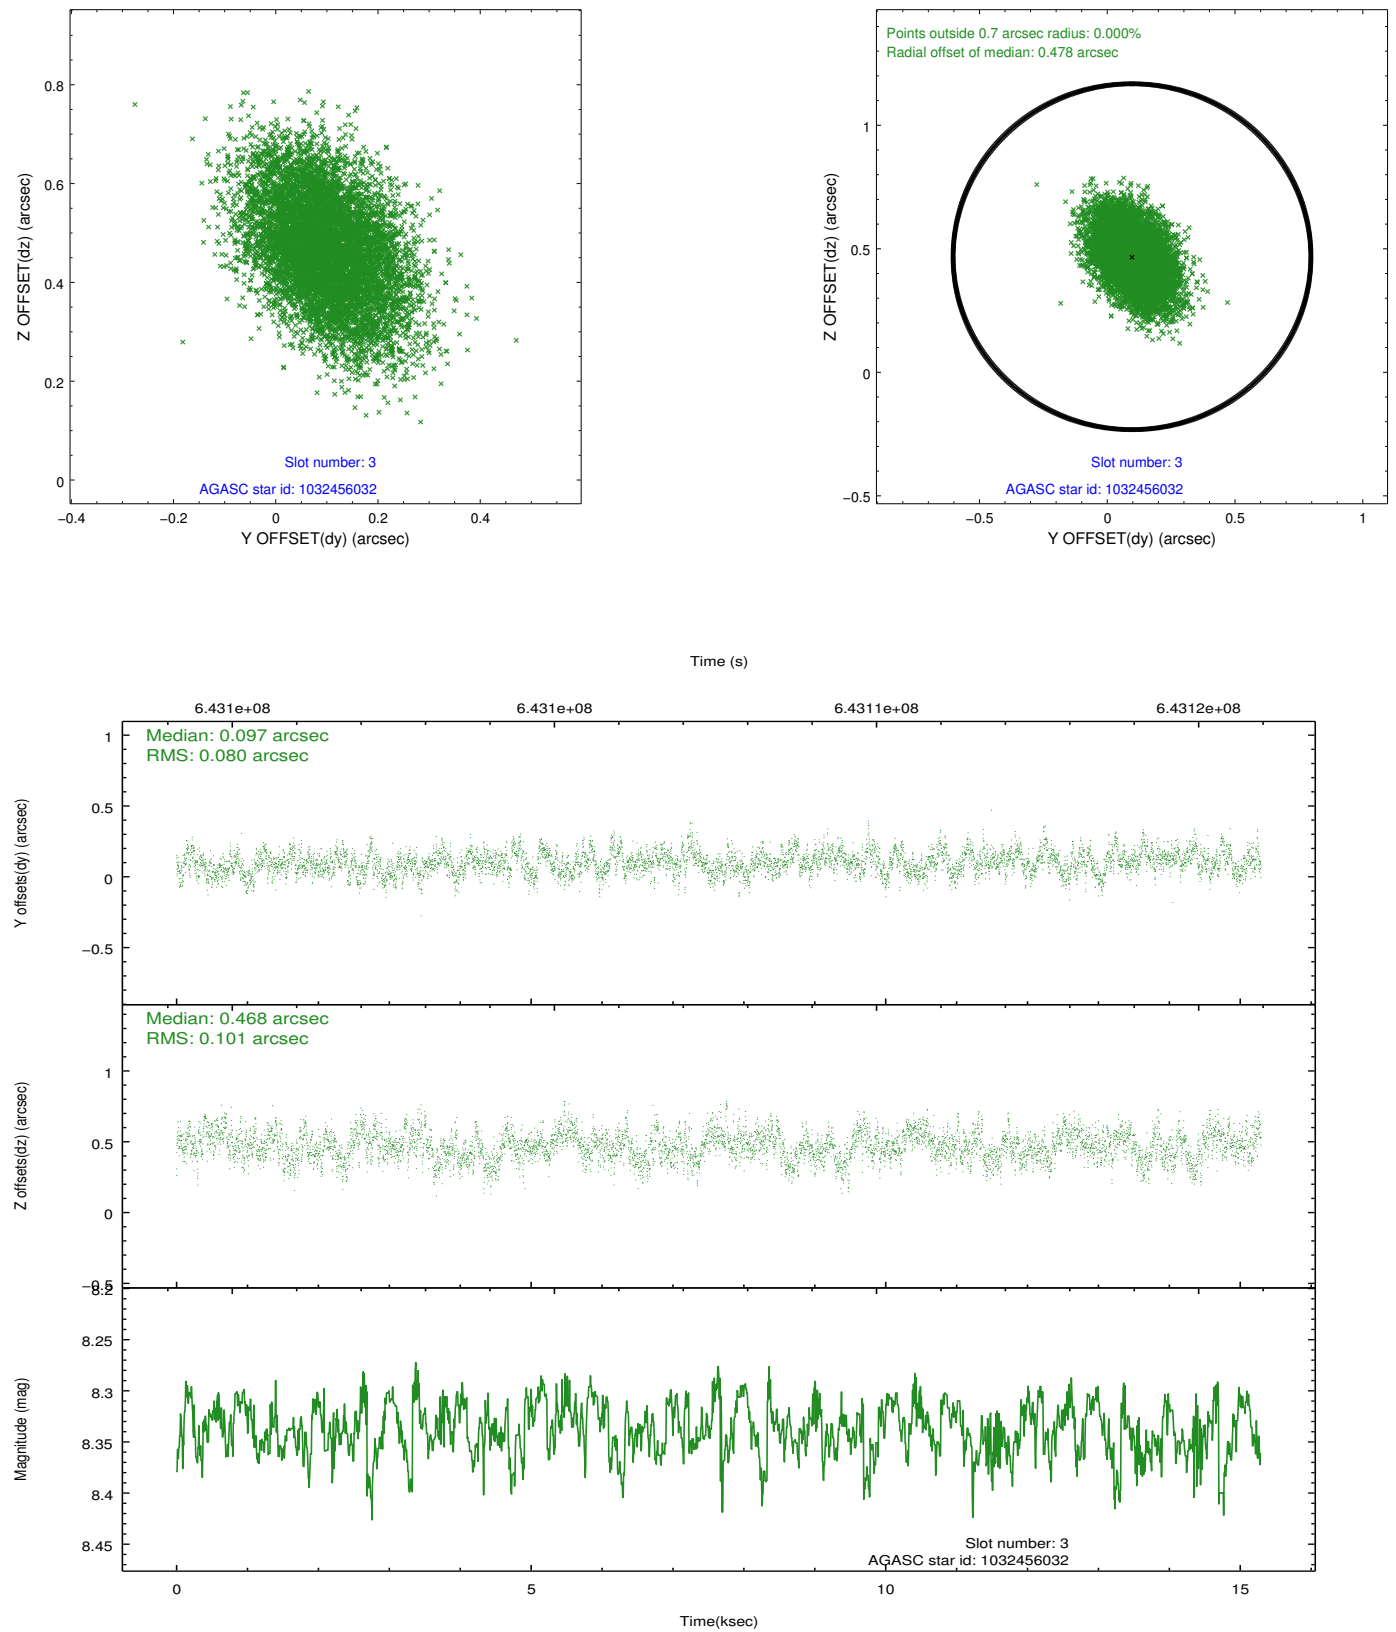 0.8
0.6
0.4
0.2
0
−0.4
−0.2
0
0.2
0.4
Z OFFSET(dz) (arcsec)
Y OFFSET(dy) (arcsec)
Slot number: 3
AGASC star id: 1032456032
Points outside 0.7 arcsec radius: 0.000%
Radial offset of median: 0.478 arcsec
1
0.5
0
−0.5
−0.5
0
0.5
1
Z OFFSET(dz) (arcsec)
Y OFFSET(dy) (arcsec)
Slot number: 3
AGASC star id: 1032456032
Time (s)
6.431e+08 6.431e+08 6.4311e+08 6.4312e+08
Median: 0.097 arcsec
RMS: 0.080 arcsec
1
0.5
0
−0.5
Y offsets(dy) (arcsec)
Median: 0.468 arcsec
RMS: 0.101 arcsec
1
0.5
0
−0.5
Z offsets(dz) (arcsec)
8.2
8.25
8.3
8.35
8.4
8.45
Magnitude (mag)
Slot number: 3
AGASC star id: 1032456032
0 5 10 15
Time(ksec)